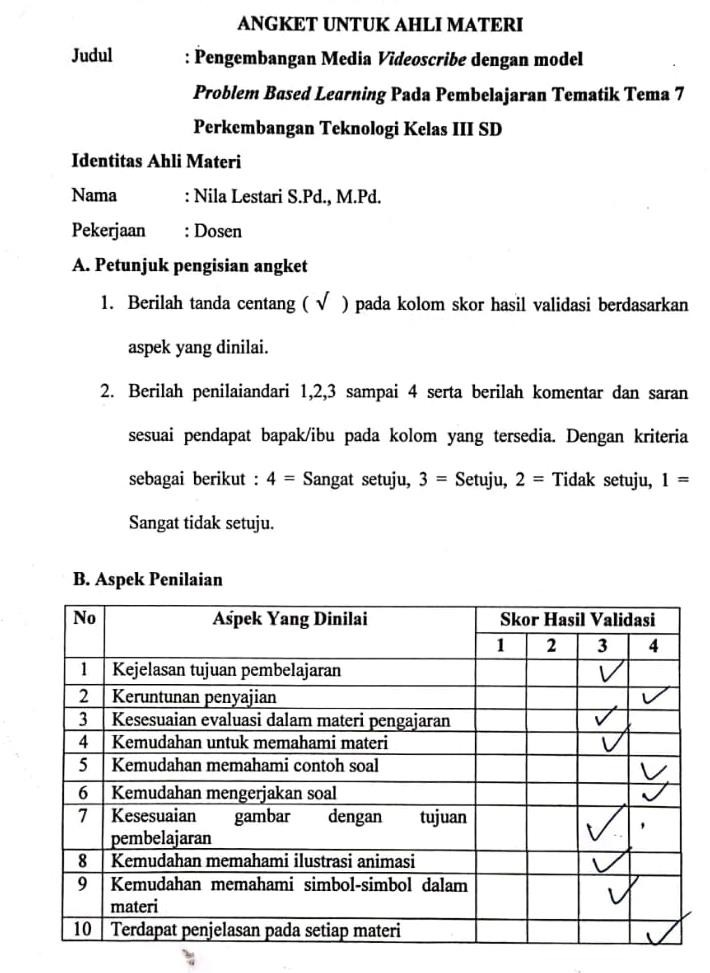 ANGKET UNTUK AHLI MATERI
Judul : Pengembangan Media Videoscribe dengan model
Problem Based Learning Pada Pembelajaran Tematik Tema 7
Perkembangan Teknologi Kelas III SD
Identitas Ahli Materi
Nama : Nila Lestari S.Pd., M.Pd.
Pekerjaan : Dosen
A. Petunjuk pengisian angket
1. Berilah tanda centang ( √ ) pada kolom skor hasil validasi berdasarkan
aspek yang dinilai.
2. Berilah penilaiandari 1,2,3 sampai 4 serta berilah komentar dan saran
sesuai pendapat bapak/ibu pada kolom yang tersedia. Dengan kriteria
sebagai berikut : 4 = Sangat setuju, 3 = Setuju, 2 = Tidak setuju, 1 =
Sangat tidak setuju.
B. Aspek Penilaian
No Aspek Yang Dinilai Skor Hasil Validasi
1 2 3 4
1 Kejelasan tujuan pembelajaran ✓
2 Keruntunan penyajian ✓
3 Kesesuaian evaluasi dalam materi pengajaran ✓
4 Kemudahan untuk memahami materi ✓
5 Kemudahan memahami contoh soal ✓
6 Kemudahan mengerjakan soal ✓
7 Kesesuaian gambar dengan tujuan
pembelajaran ✓
8 Kemudahan memahami ilustrasi animasi ✓
9 Kemudahan memahami simbol-simbol dalam
materi ✓
10 Terdapat penjelasan pada setiap materi ✓